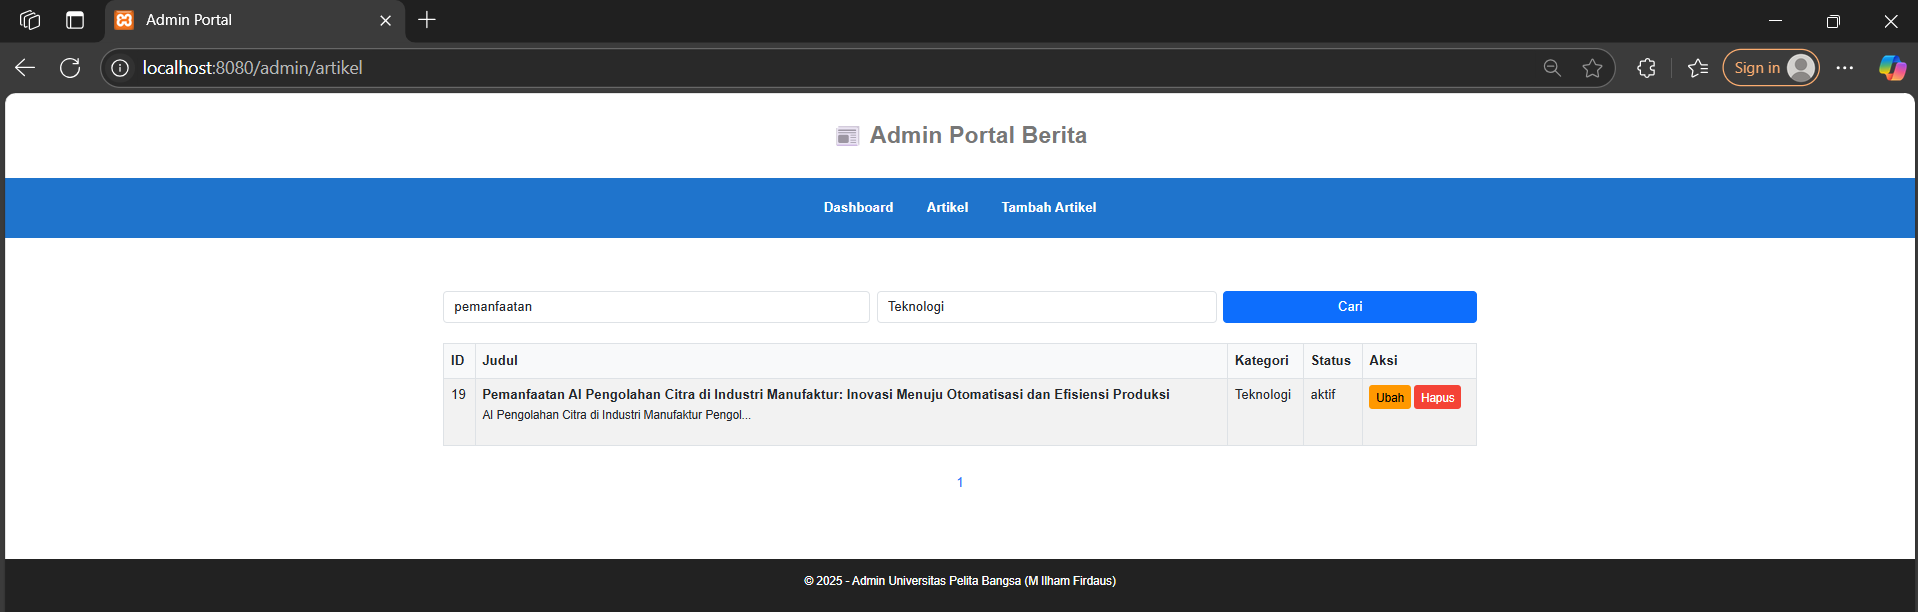 Admin Portal
localhost:8080/admin/artikel
Sign in
Admin Portal Berita
Dashboard Artikel Tambah Artikel
pemanfaatan Teknologi Cari
ID Judul Kategori Status Aksi
19 Pemanfaatan AI Pengolahan Citra di Industri Manufaktur: Inovasi Menuju Otomatisasi dan Efisiensi Produksi Teknologi aktif Ubah Hapus
AI Pengolahan Citra di Industri Manufaktur Pengol...
1
© 2025 - Admin Universitas Pelita Bangsa (M Ilham Firdaus)